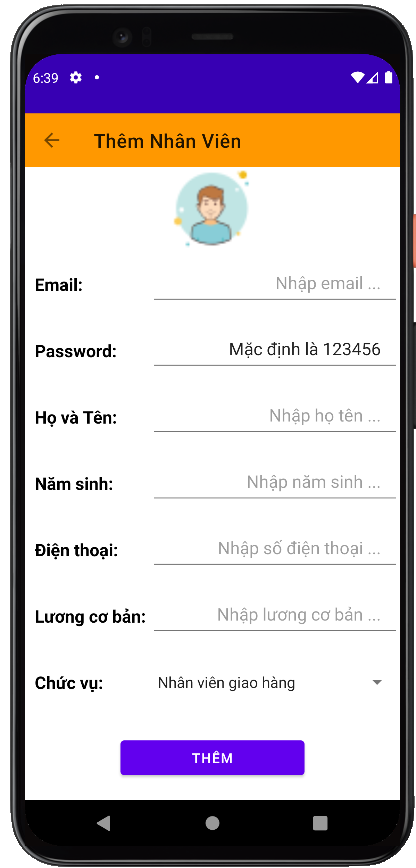 6:39
Thêm Nhân Viên
Email: Nhập email ...
Password: Mặc định là 123456
Họ và Tên: Nhập họ tên ...
Năm sinh: Nhập năm sinh ...
Điện thoại: Nhập số điện thoại ...
Lương cơ bản: Nhập lương cơ bản ...
Chức vụ: Nhân viên giao hàng
THÊM